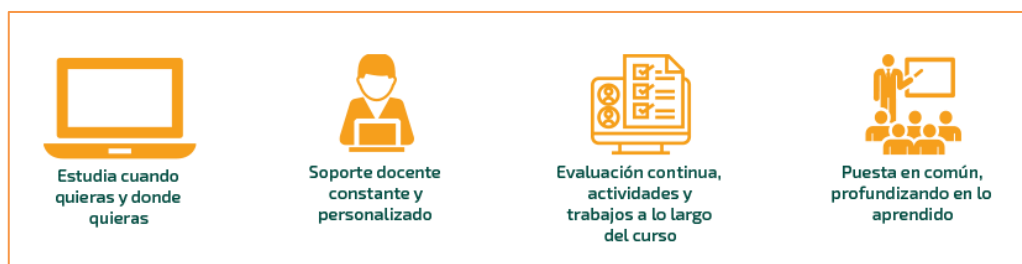 Estudia cuando
quieras y donde
quieras
Soporte docente
constante y
personalizado
Evaluación continua,
actividades y
trabajos a lo largo
del curso
Puesta en común,
profundizando en lo
aprendido